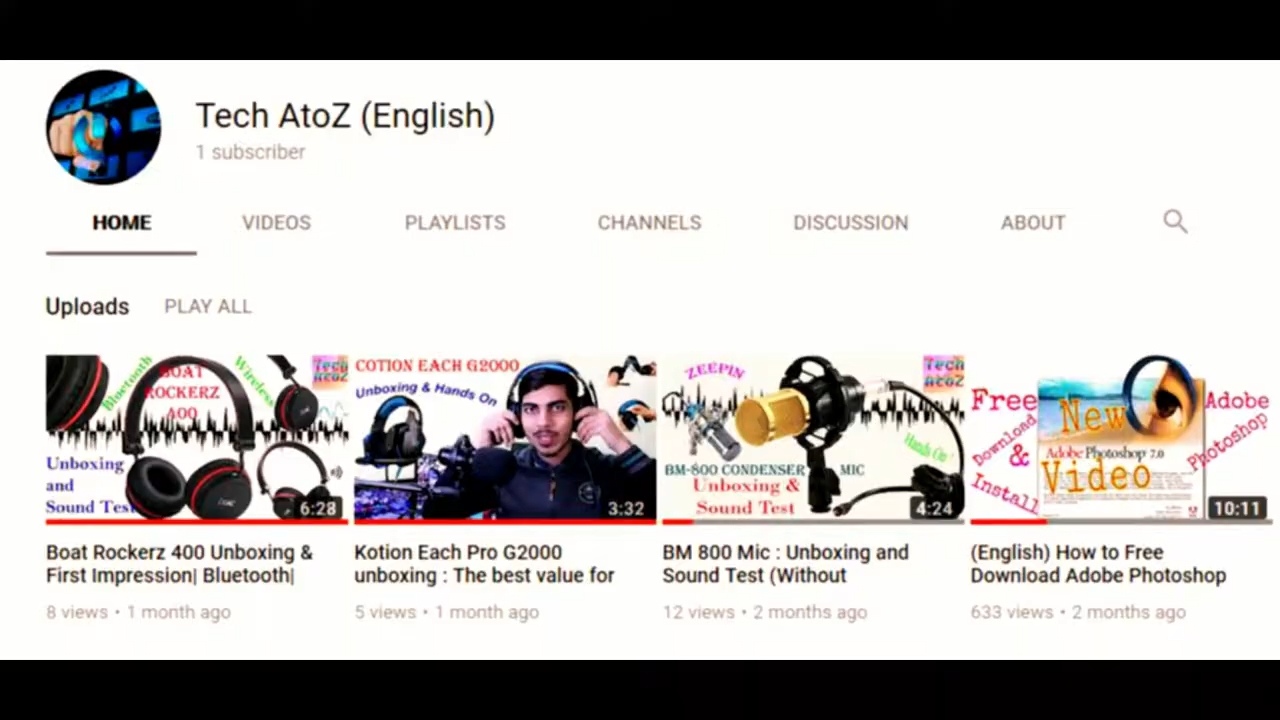 Tech AtoZ (English)
1 subscriber
HOME
VIDEOS
PLAYLISTS
CHANNELS
DISCUSSION
ABOUT
Uploads
PLAY ALL
Bluetooth
BOAT
ROCKERZ
400
Wireless
Tech
AtoZ
Unboxing
and
Sound Test
6:28
Boat Rockerz 400 Unboxing &
First Impression| Bluetooth|
8 views • 1 month ago
COTION EACH G2000
Unboxing & Hands On
3:32
Kotion Each Pro G2000
unboxing : The best value for
5 views • 1 month ago
ZEEPIN
Tech
AtoZ
Hands On
BM-800 CONDENSER MIC
Unboxing &
Sound Test
4:24
BM 800 Mic : Unboxing and
Sound Test (Without
12 views • 2 months ago
Free
Download
&
Install
New
Adobe Photoshop 7.0
Video
Adobe
Photoshop
10:11
(English) How to Free
Download Adobe Photoshop
633 views • 2 months ago